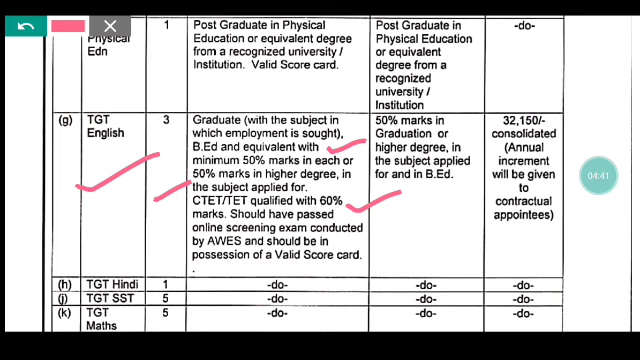 Physical
Edn
1
Post Graduate in Physical
Education or equivalent degree
from a recognized university /
Institution. Valid Score card.
Post Graduate in
Physical Education
or equivalent
degree from a
recognized
university /
Institution
-do-
(g)
TGT
English
3
Graduate (with the subject in
which employment is sought),
B.Ed and equivalent with
minimum 50% marks in each or
50% marks in higher degree, in
the subject applied for.
CTET/TET qualified with 60%
marks. Should have passed
online screening exam conducted
by AWES and should be in
possession of a Valid Score card.
.
50% marks in
Graduation or
higher degree, in
the subject applied
for and in B.Ed.
32,150/-
consolidated
(Annual
increment
will be given
to
contractual
appointees)
04:41
(h) TGT Hindi 1 -do- -do- -do-
(j) TGT SST 5 -do- -do- -do-
(k) TGT 5 -do- -do- -do-
Maths